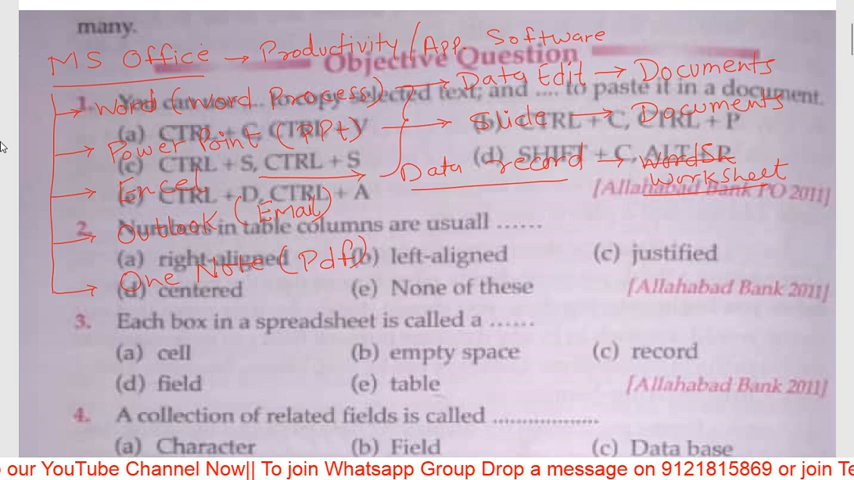 many.
MS Office → Productivity / App. Software
Objective Question
Word (Word Process) → Data Edit → Documents
1. You can use .... to copy selected text; and .... to paste it in a document.
Power Point (PPt) → Slide → Documents
(a) CTRL + C, CTRL + V (b) CTRL + C, CTRL + P
(c) CTRL + S, CTRL + S (d) SHIFT + C, ALT + P
Data record → WordS
Worksheet
Excel
(e) CTRL + D, CTRL + A [Allahabad Bank PO 2011]
Outlook (EMail)
2. Numbers in table columns are usuall ......
(a) right-aligned (b) left-aligned (c) justified
One Note (Pdf)
(d) centered (e) None of these [Allahabad Bank 2011]
3. Each box in a spreadsheet is called a ......
(a) cell (b) empty space (c) record
(d) field (e) table [Allahabad Bank 2011]
4. A collection of related fields is called ...................
(a) Character (b) Field (c) Data base
o our YouTube Channel Now|| To join Whatsapp Group Drop a message on 9121815869 or join Te